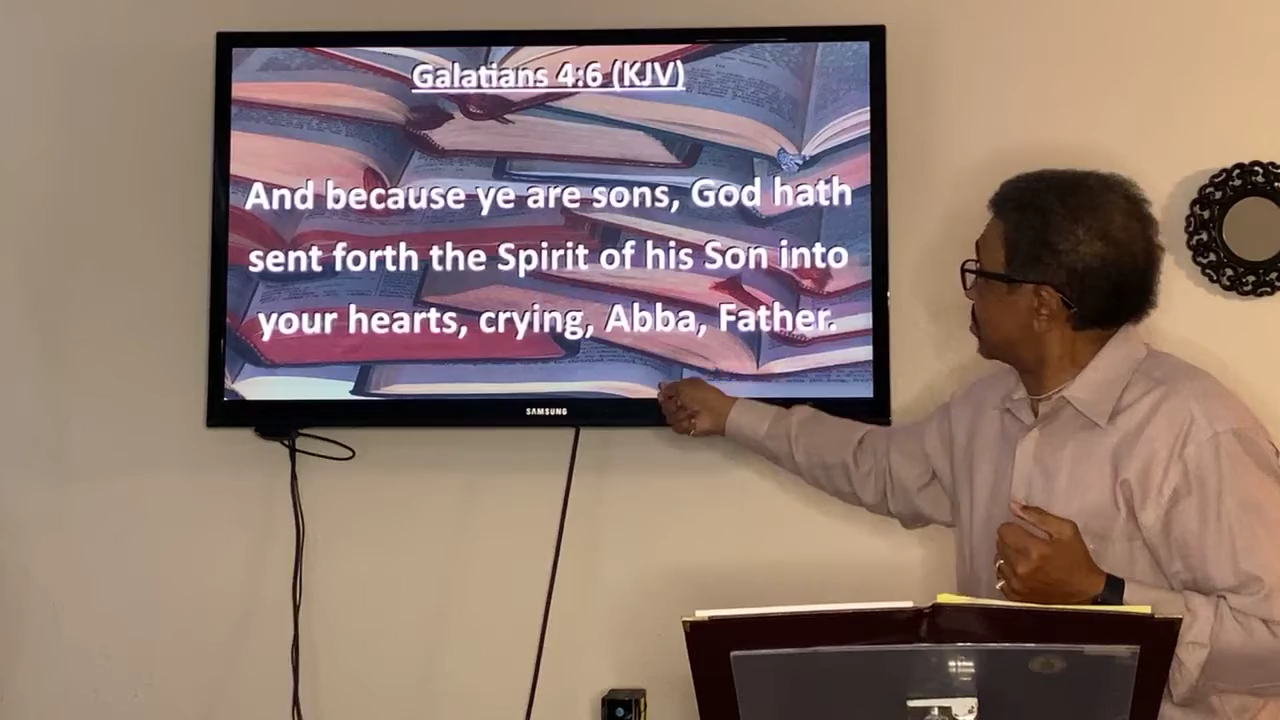 Galatians 4:6 (KJV)
And because ye are sons, God hath
sent forth the Spirit of his Son into
your hearts, crying, Abba, Father.
SAMSUNG